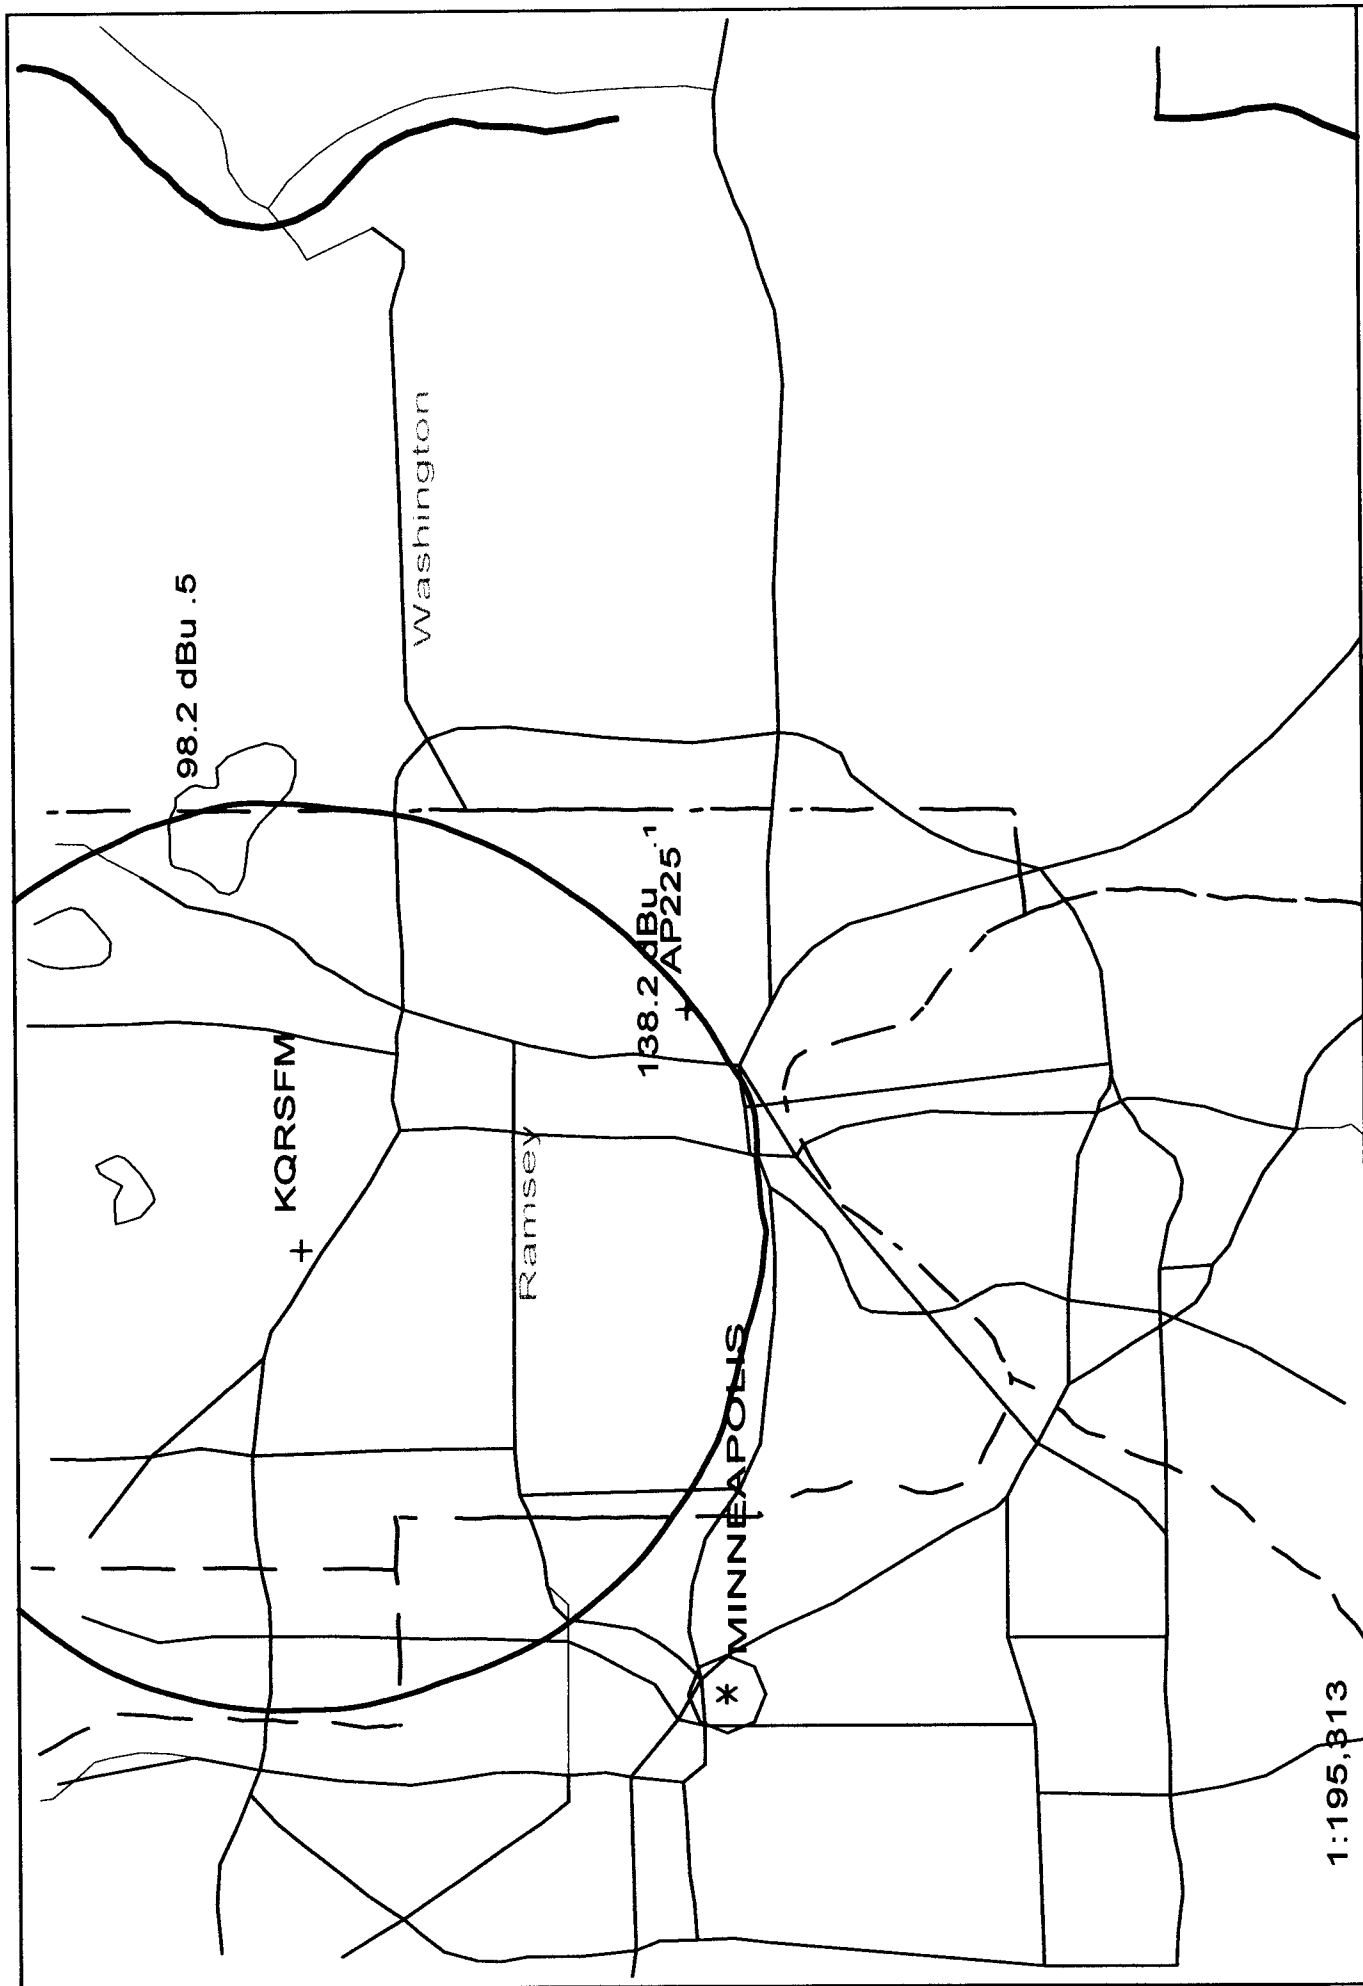 98.2 dBu .5
Washington
KQRSFM
138.2 dBu .1
AP225
Ramsey
MINNEAPOLIS
*
1:195,313